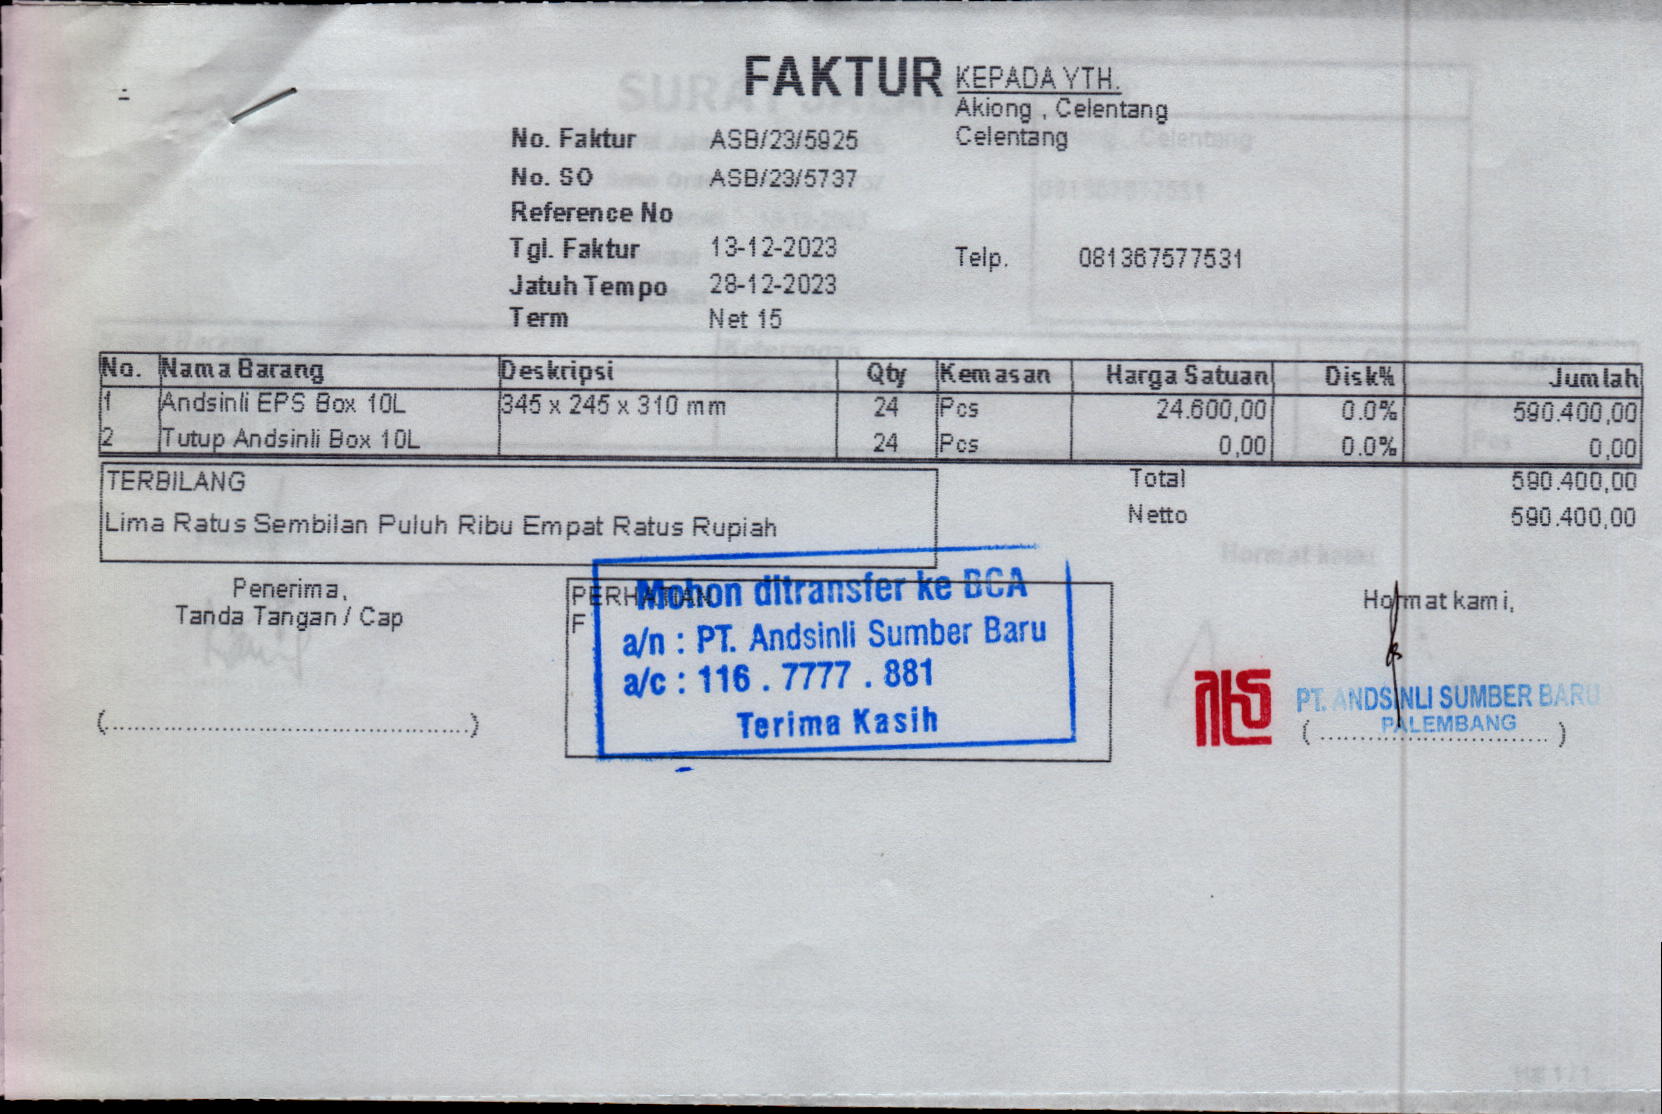 FAKTUR
KEPADA YTH.
Akiong , Celentang
Celentang
No. Faktur ASB/23/5925
No. SO ASB/23/5737
Reference No
Tgl. Faktur 13-12-2023
Telp. 081367577531
Jatuh Tempo 28-12-2023
Term Net 15
No. Nama Barang Deskripsi Qty Kemasan Harga Satuan Disk% Jumlah
1 Andsinli EPS Box 10L 345 x 245 x 310 mm 24 Pcs 24.600,00 0.0% 590.400,00
2 Tutup Andsinli Box 10L 24 Pcs 0,00 0.0% 0,00
TERBILANG
Lima Ratus Sembilan Puluh Ribu Empat Ratus Rupiah
Total 590.400,00
Netto 590.400,00
Penerima,
Tanda Tangan / Cap
(...............................................)
PERHATIAN
F
Mohon ditransfer ke BCA
a/n : PT. Andsinli Sumber Baru
a/c : 116 . 7777 . 881
Terima Kasih
Hormat kami,
PT. ANDSINLI SUMBER BARU
PALEMBANG
(..............................)